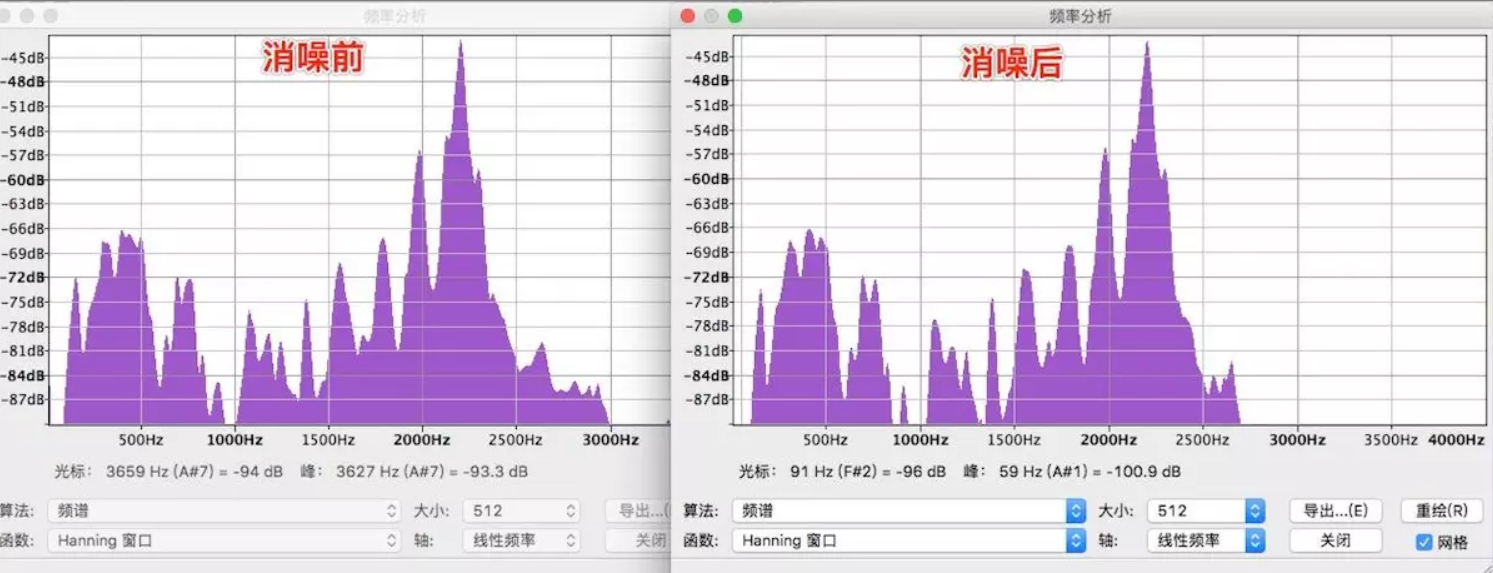 频率分析
消噪前
-45dB
-48dB
-51dB
-54dB
-57dB
-60dB
-63dB
-66dB
-69dB
-72dB
-75dB
-78dB
-81dB
-84dB
-87dB
500Hz 1000Hz 1500Hz 2000Hz 2500Hz 3000Hz
光标: 3659 Hz (A#7) = -94 dB 峰: 3627 Hz (A#7) = -93.3 dB
算法: 频谱 大小: 512 导出...(
函数: Hanning 窗口 轴: 线性频率 关闭
频率分析
消噪后
-45dB
-48dB
-51dB
-54dB
-57dB
-60dB
-63dB
-66dB
-69dB
-72dB
-75dB
-78dB
-81dB
-84dB
-87dB
500Hz 1000Hz 1500Hz 2000Hz 2500Hz 3000Hz 3500Hz 4000Hz
光标: 91 Hz (F#2) = -96 dB 峰: 59 Hz (A#1) = -100.9 dB
算法: 频谱 大小: 512 导出...(E) 重绘(R)
函数: Hanning 窗口 轴: 线性频率 关闭 网格